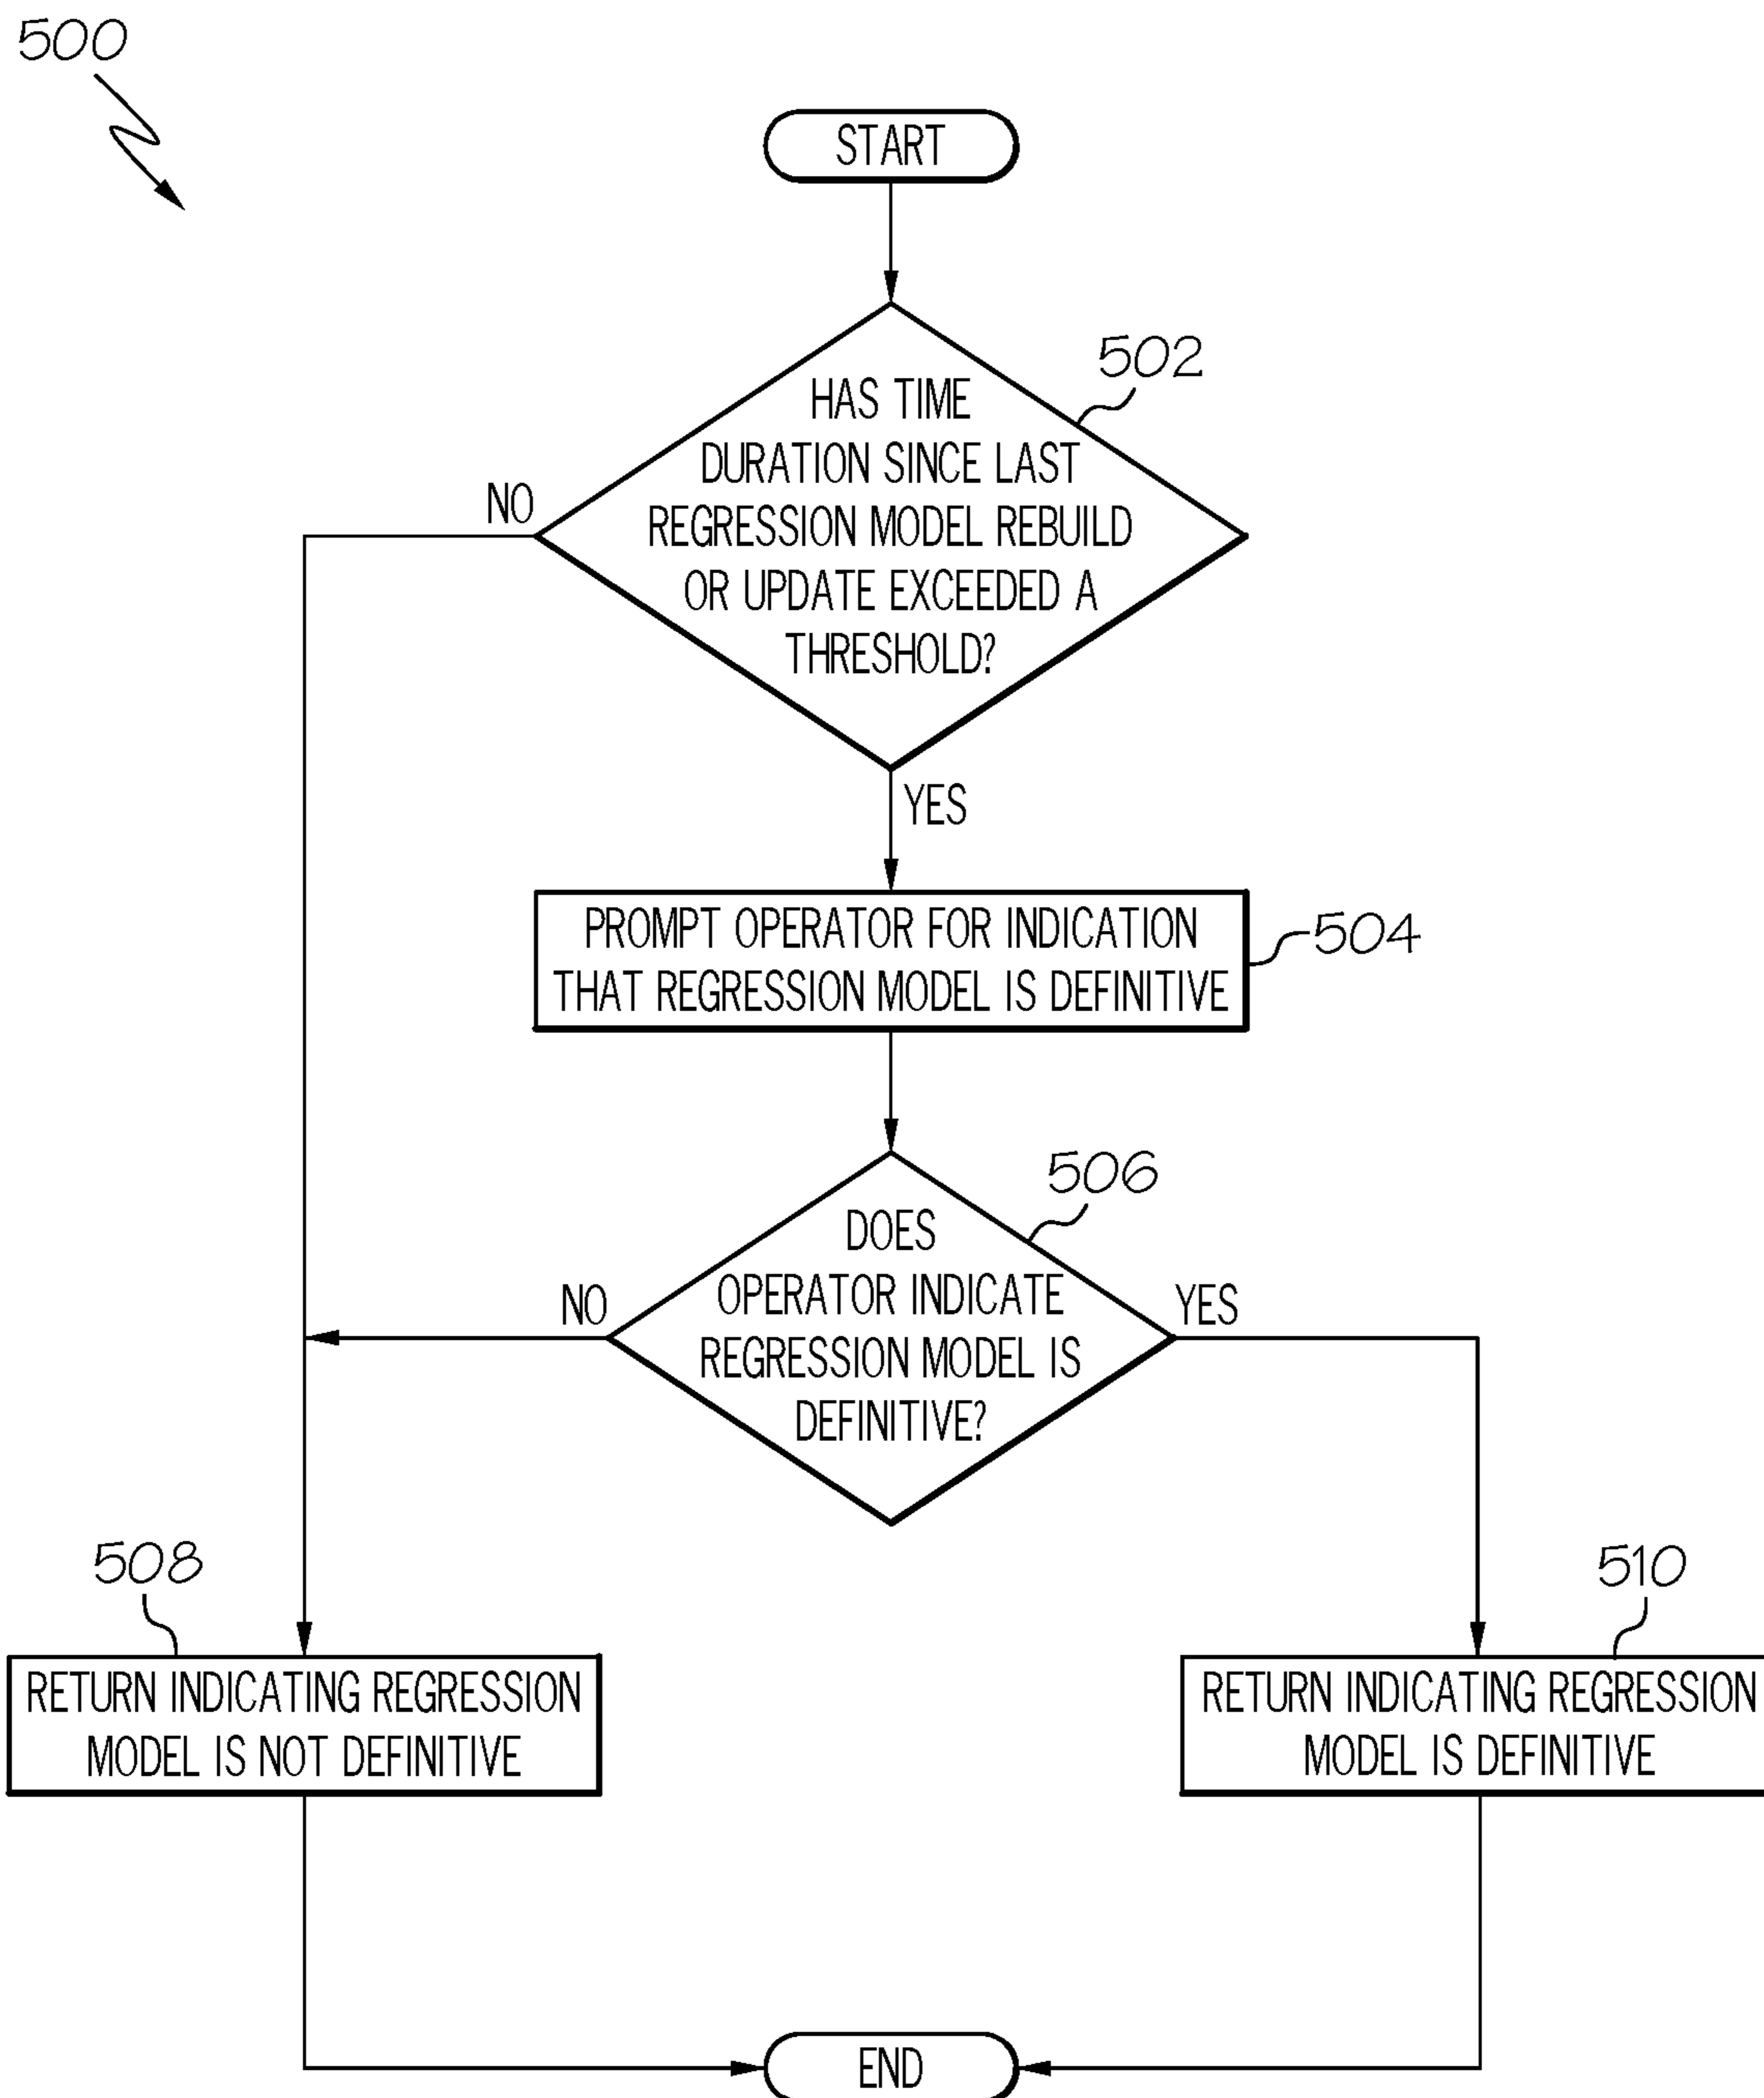 500
START
502
HAS TIME
DURATION SINCE LAST
REGRESSION MODEL REBUILD
OR UPDATE EXCEEDED A
THRESHOLD?
NO
YES
PROMPT OPERATOR FOR INDICATION
THAT REGRESSION MODEL IS DEFINITIVE
504
506
DOES
OPERATOR INDICATE
REGRESSION MODEL IS
DEFINITIVE?
NO
YES
508
RETURN INDICATING REGRESSION
MODEL IS NOT DEFINITIVE
510
RETURN INDICATING REGRESSION
MODEL IS DEFINITIVE
END